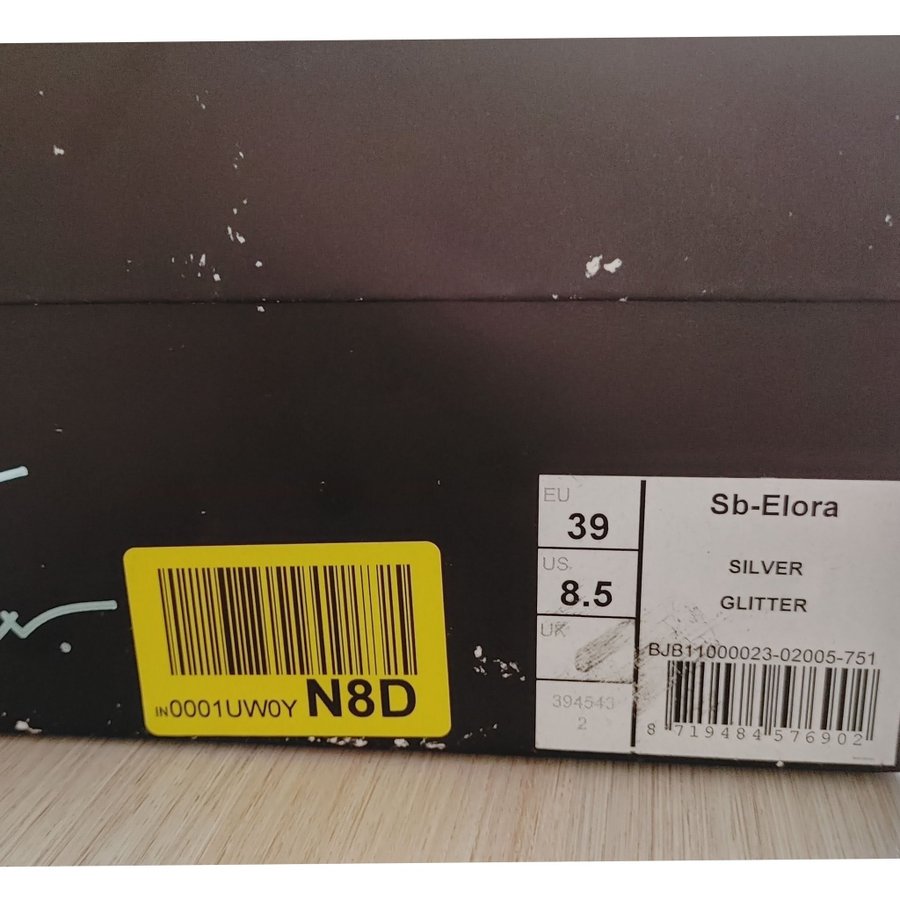 EU
39
US.
8.5
UK
394543
2
Sb-Elora
SILVER
GLITTER
BJB11000023-02005-751
8 719484 576902
IN0001UW0Y N8D